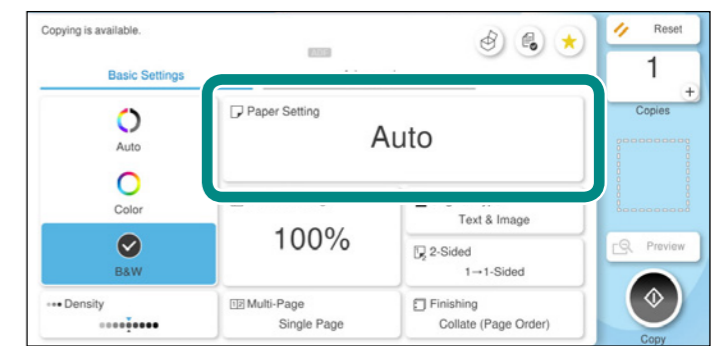 Copying is available.
Reset
ADF
Basic Settings
1
Copies
Paper Setting
Auto
Auto
Color
Text & Image
100%
2-Sided
1→1-Sided
Preview
B&W
Density
Multi-Page
Single Page
Finishing
Collate (Page Order)
Copy